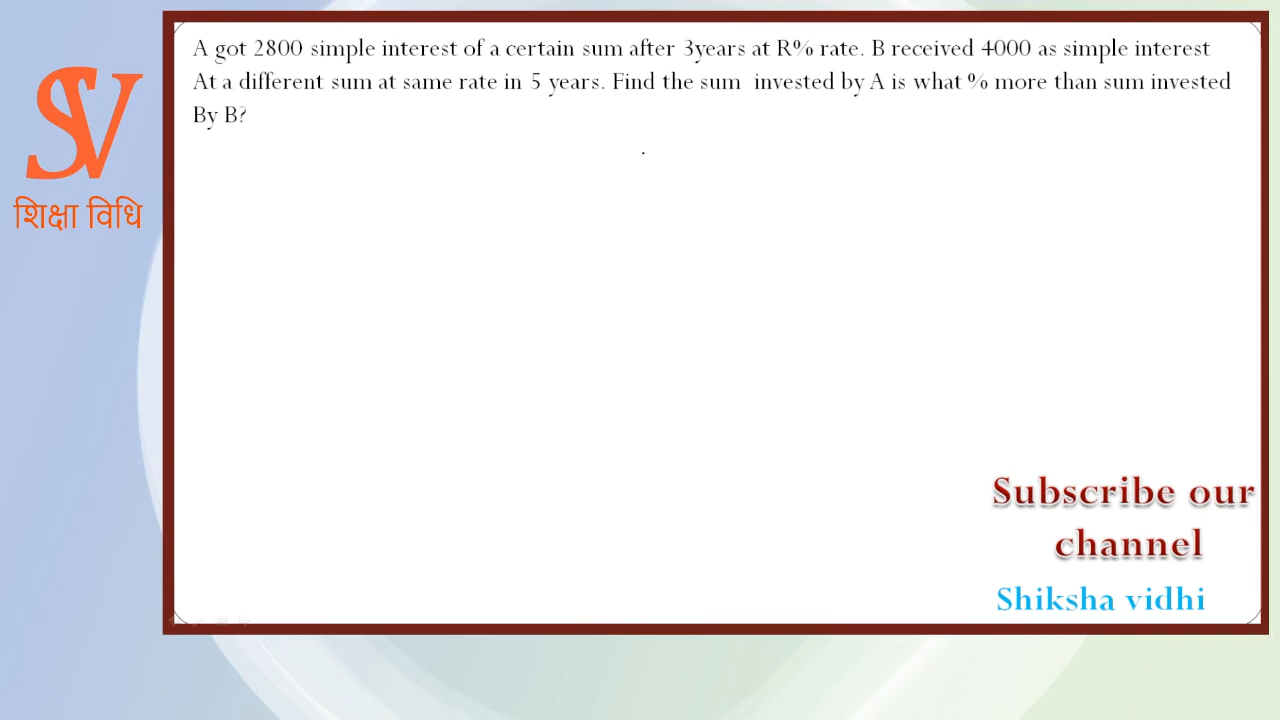 A got 2800 simple interest of a certain sum after 3years at R% rate. B received 4000 as simple interest
At a different sum at same rate in 5 years. Find the sum invested by A is what % more than sum invested
By B?
SV
शिक्षा विधि
Subscribe our
channel
Shiksha vidhi